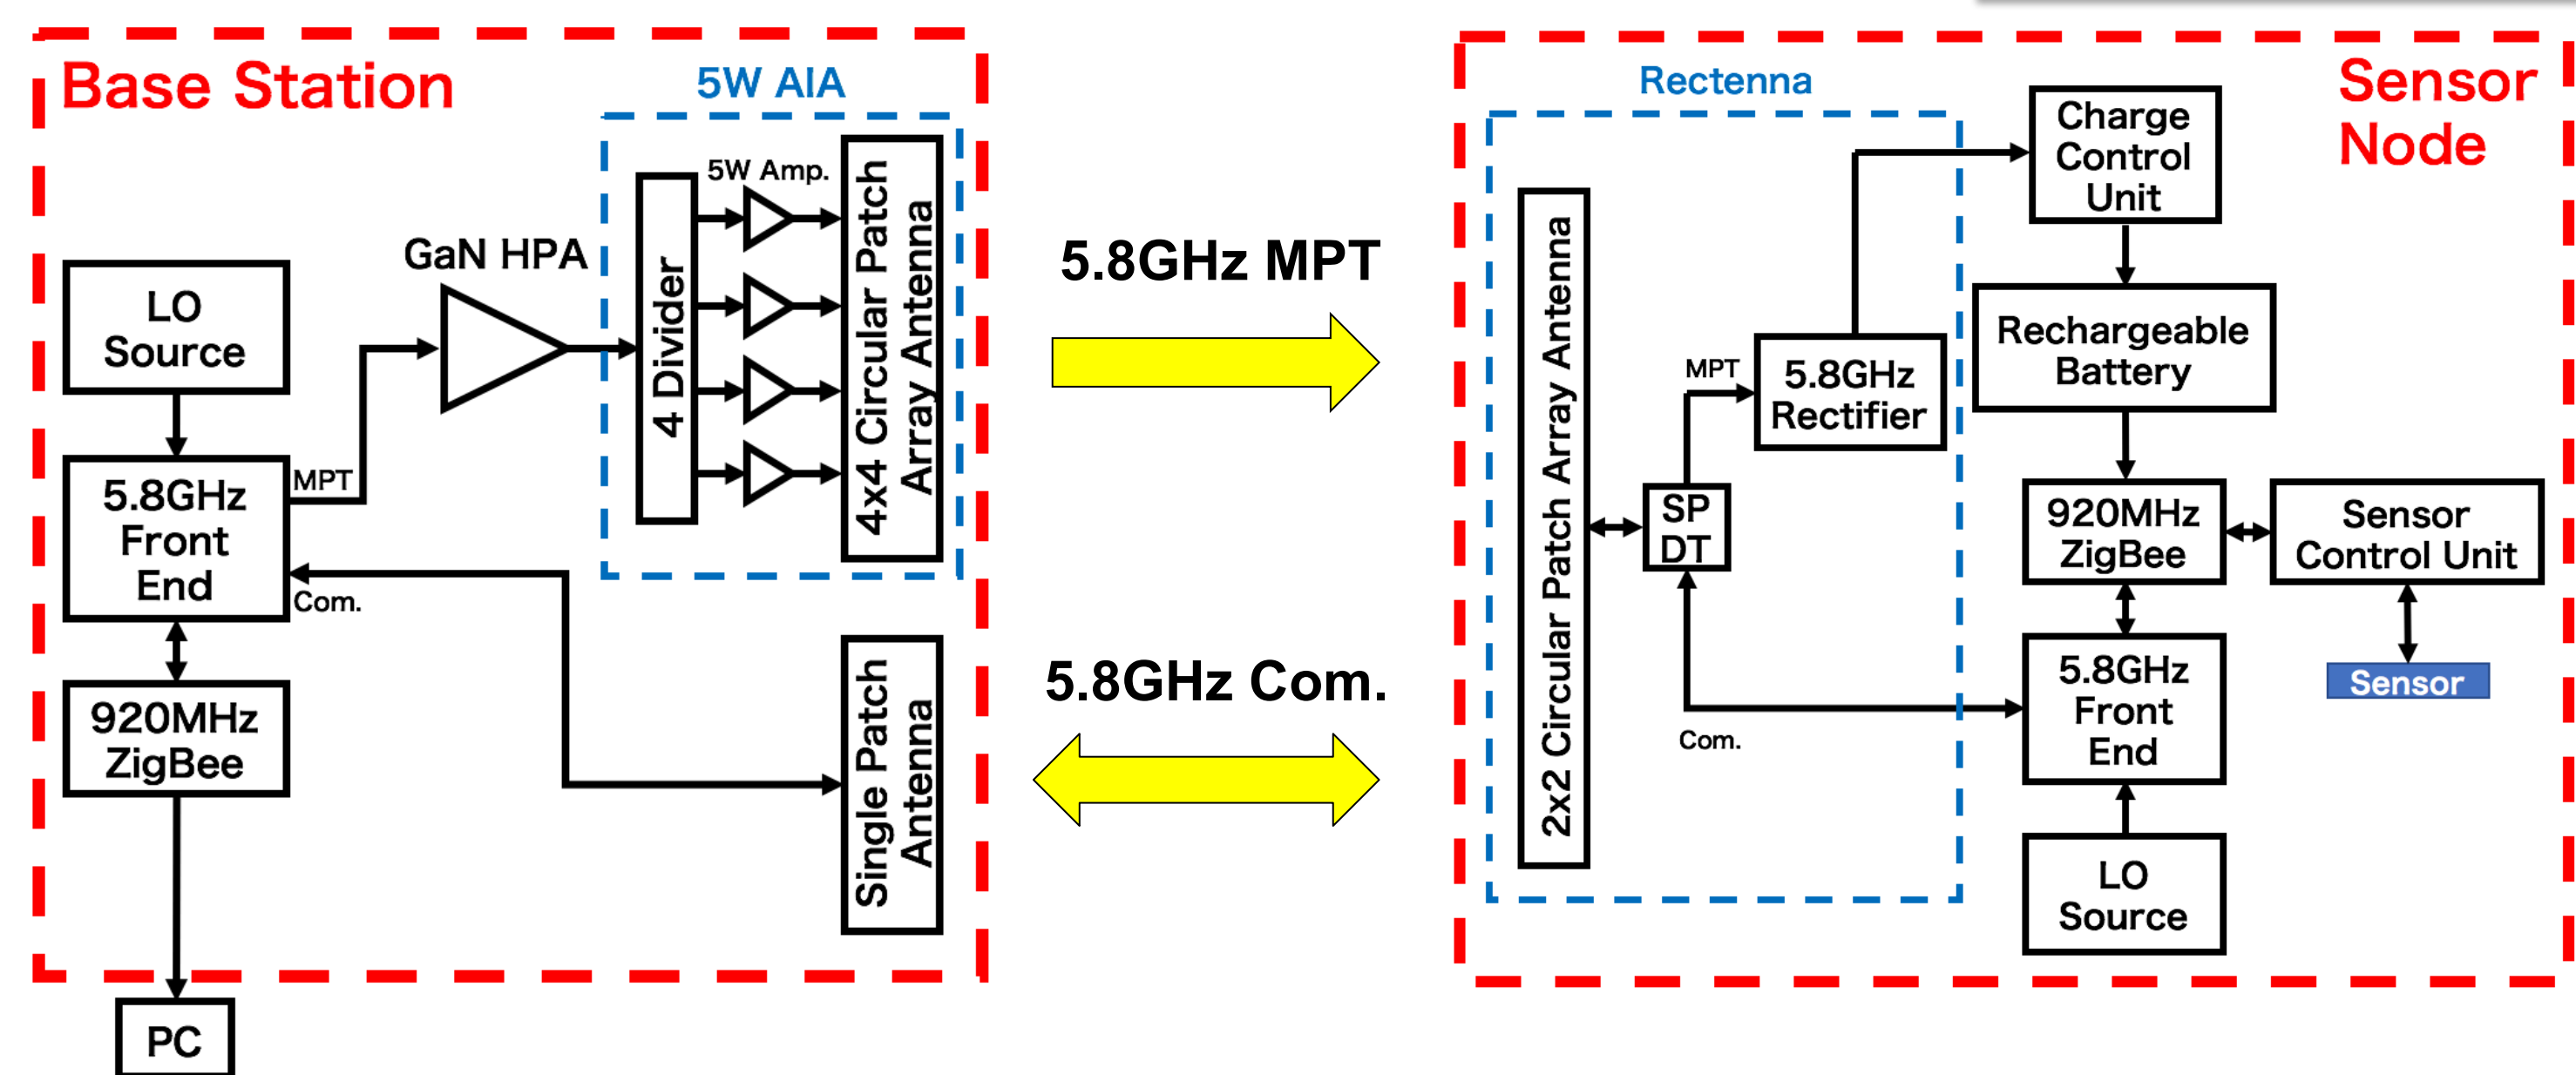 Base Station
5W AIA
5W Amp.
GaN HPA
LO
Source
4 Divider
4x4 Circular Patch
Array Antenna
MPT
5.8GHz
Front
End
Com.
920MHz
ZigBee
Single Patch
Antenna
PC
5.8GHz MPT
5.8GHz Com.
Sensor
Node
Rectenna
2x2 Circular Patch Array Antenna
SP
DT
MPT
5.8GHz
Rectifier
Com.
Charge
Control
Unit
Rechargeable
Battery
920MHz
ZigBee
Sensor
Control Unit
Sensor
5.8GHz
Front
End
LO
Source